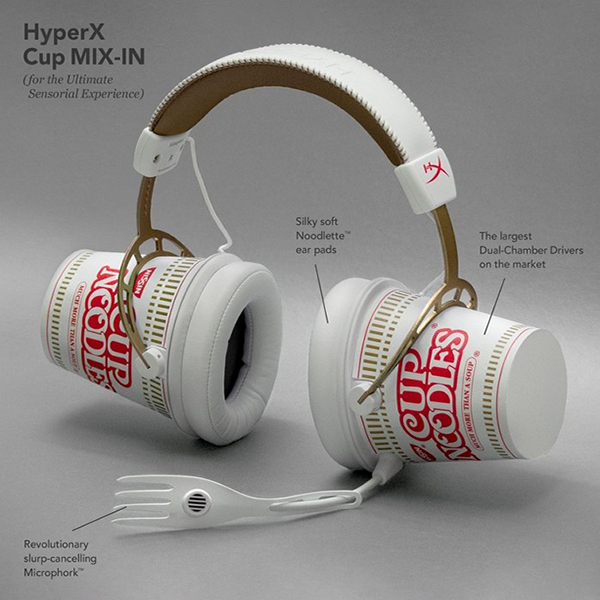 HyperX
Cup MIX-IN
(for the Ultimate
Sensorial Experience)
Silky soft
Noodlette™
ear pads
The largest
Dual-Chamber Drivers
on the market
NISSIN
CUP
NOODLES
MUCH MORE THAN A SOUP
CUP
NOODLES®
MUCH MORE THAN A SOUP®
Revolutionary
slurp-cancelling
Microphork™